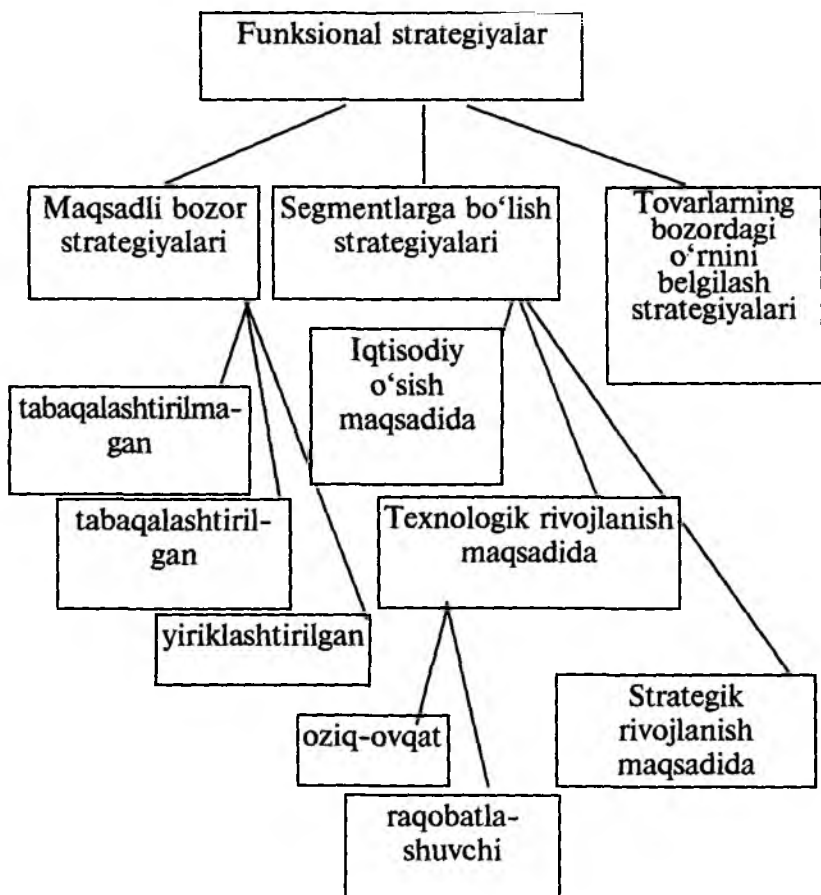 Funksional strategiyalar
Maqsadli bozor
strategiyalari
Segmentlarga bo‘lish
strategiyalari
Tovarlarning
bozordagi
o‘rnini
belgilash
strategiyalari
Iqtisodiy
o‘sish
maqsadida
tabaqalashtirilma-
gan
tabaqalashtiril-
gan
Texnologik rivojlanish
maqsadida
yiriklashtirilgan
Strategik
rivojlanish
maqsadida
oziq-ovqat
raqobatla-
shuvchi